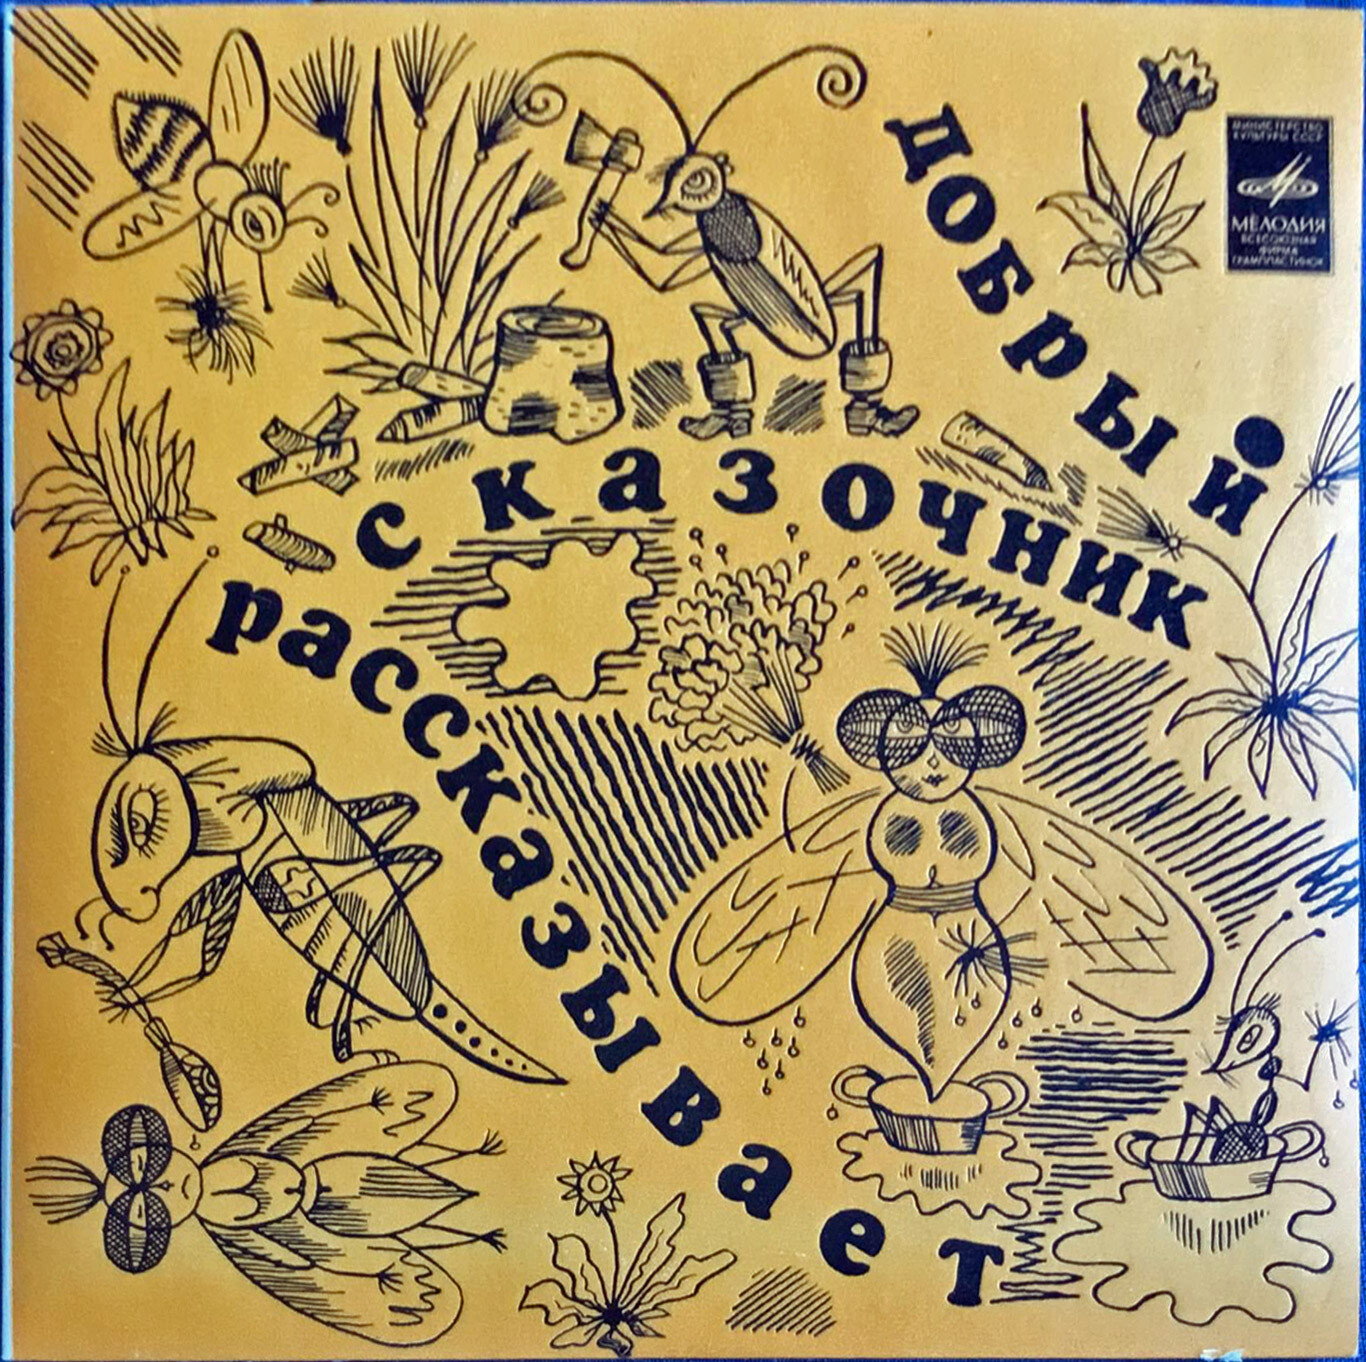 добрый
сказочник
рассказывает
МИНИСТЕРСТВО
КУЛЬТУРЫ СССР
МЕЛОДИЯ
ВСЕСОЮЗНАЯ
ФИРМА
ГРАМПЛАСТИНОК